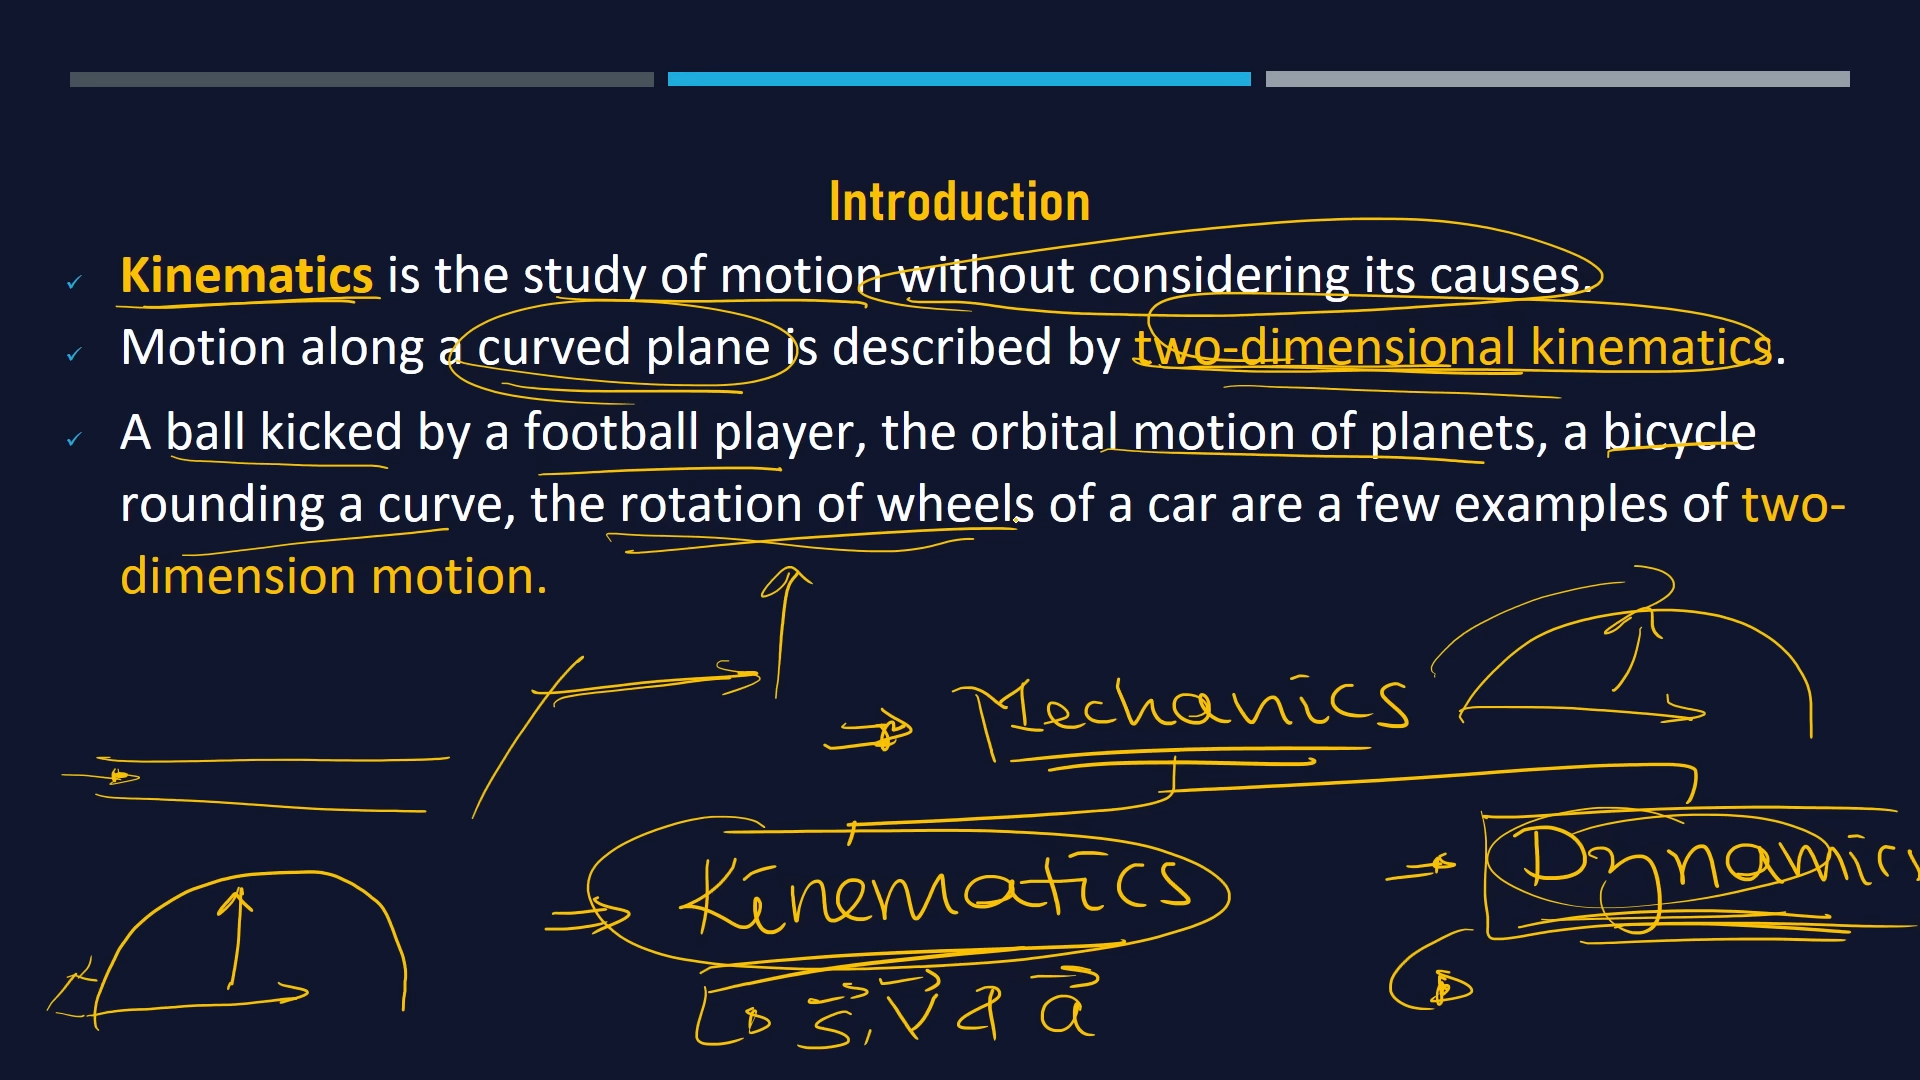 Introduction
Kinematics is the study of motion without considering its causes.
Motion along a curved plane is described by two-dimensional kinematics.
A ball kicked by a football player, the orbital motion of planets, a bicycle
rounding a curve, the rotation of wheels of a car are a few examples of two-
dimension motion.
Mechanics
Kinematics
Dynamics
s, v & a